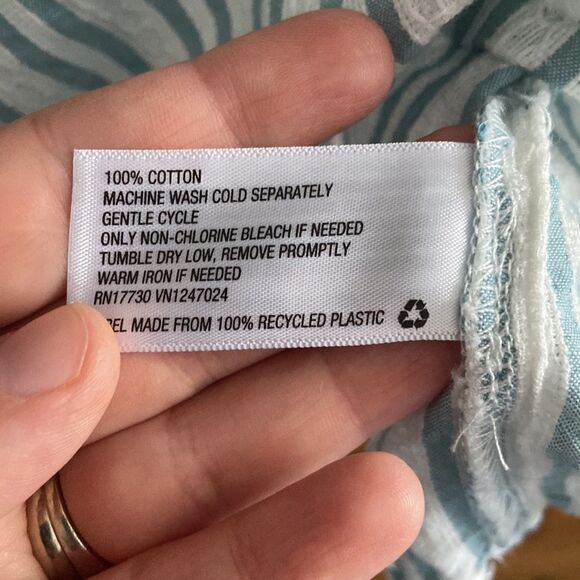 100% COTTON
MACHINE WASH COLD SEPARATELY
GENTLE CYCLE
ONLY NON-CHLORINE BLEACH IF NEEDED
TUMBLE DRY LOW, REMOVE PROMPTLY
WARM IRON IF NEEDED
RN17730 VN1247024
MADE FROM 100% RECYCLED PLASTIC